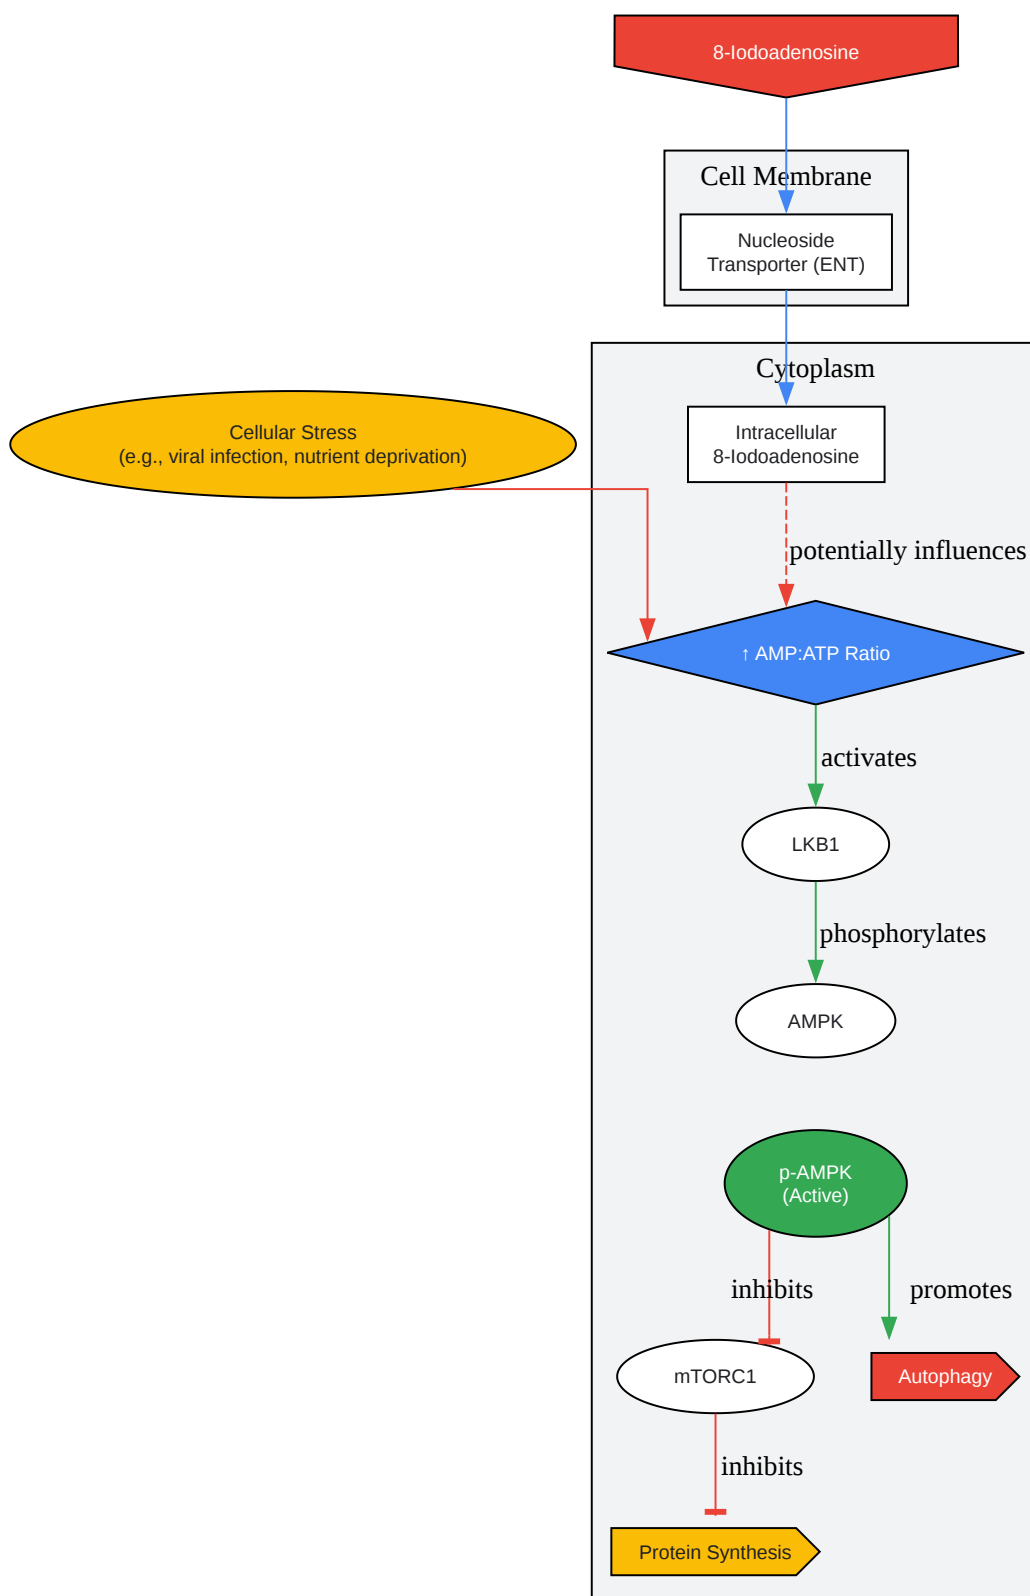 8-Iodoadenosine
Cell Membrane
Nucleoside
Transporter (ENT)
Cytoplasm
Cellular Stress
(e.g., viral infection, nutrient deprivation)
Intracellular
8-Iodoadenosine
potentially influences
↑ AMP:ATP Ratio
activates
LKB1
phosphorylates
AMPK
p-AMPK
(Active)
inhibits
promotes
mTORC1
Autophagy
inhibits
Protein Synthesis